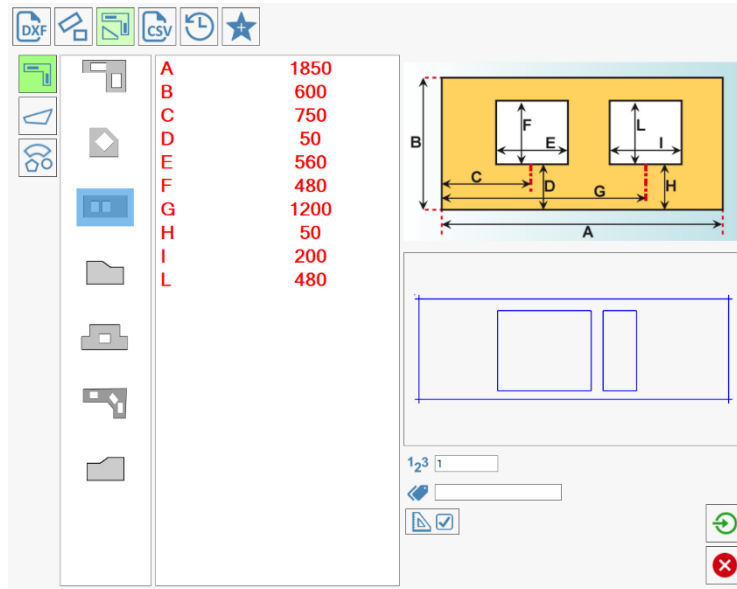 DXF CSV
A 1850
B 600
C 750
D 50
E 560
F 480
G 1200
H 50
I 200
L 480
F L
B E I
C D G H
A
123 1